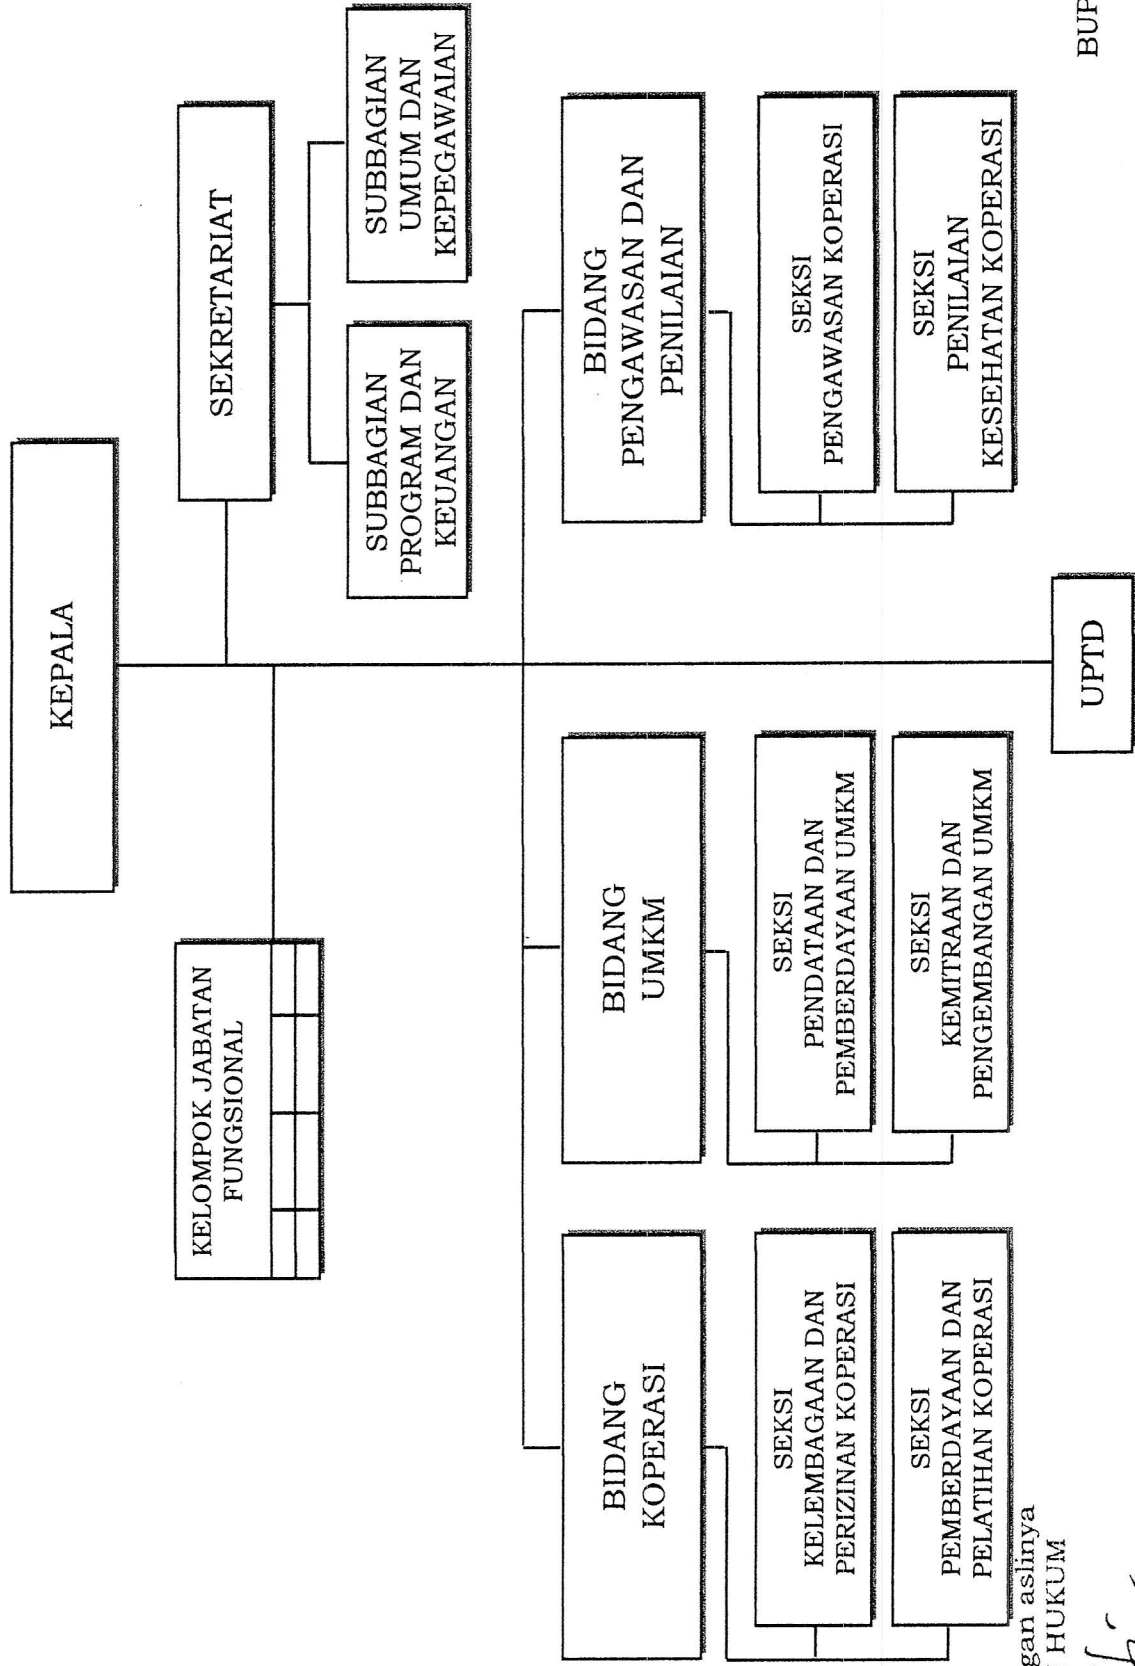 KEPALA
KELOMPOK JABATAN
FUNGSIONAL
SEKRETARIAT
SUBBAGIAN
PROGRAM DAN
KEUANGAN
SUBBAGIAN
UMUM DAN
KEPEGAWAIAN
BIDANG
KOPERASI
BIDANG
UMKM
BIDANG
PENGAWASAN DAN
PENILAIAN
SEKSI
KELEMBAGAAN DAN
PERIZINAN KOPERASI
SEKSI
PENDATAAN DAN
PEMBERDAYAAN UMKM
SEKSI
PENGAWASAN KOPERASI
SEKSI
PEMBERDAYAAN DAN
PELATIHAN KOPERASI
SEKSI
KEMITRAAN DAN
PENGEMBANGAN UMKM
SEKSI
PENILAIAN
KESEHATAN KOPERASI
UPTD
gan aslinya
HUKUM
BUP